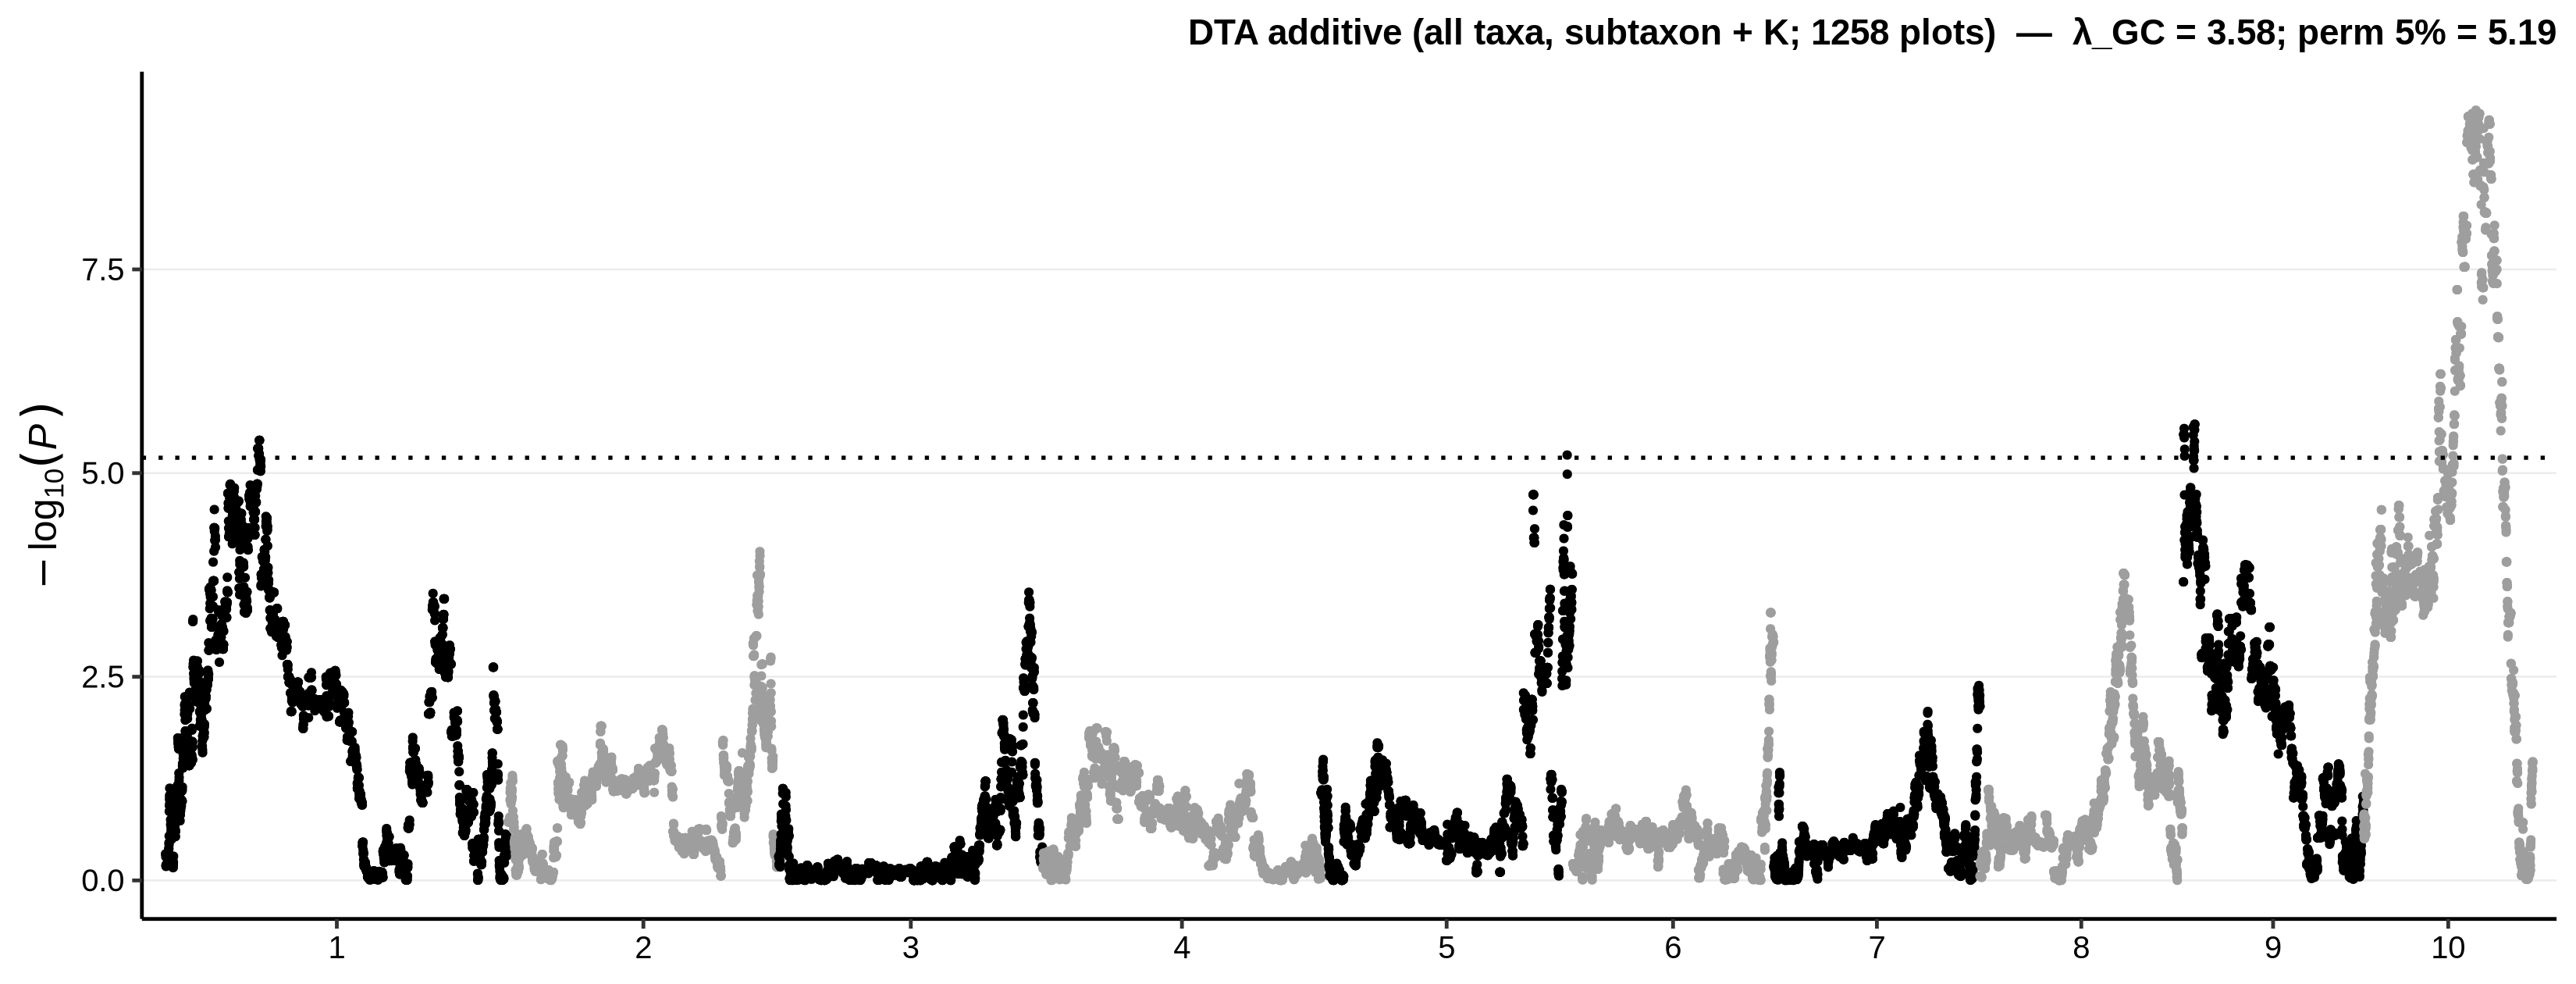 DTA additive (all taxa, subtaxon + K; 1258 plots) — λ_GC = 3.58; perm 5% = 5.19
− log10(P)
7.5
5.0
2.5
0.0
1 2 3 4 5 6 7 8 9 10